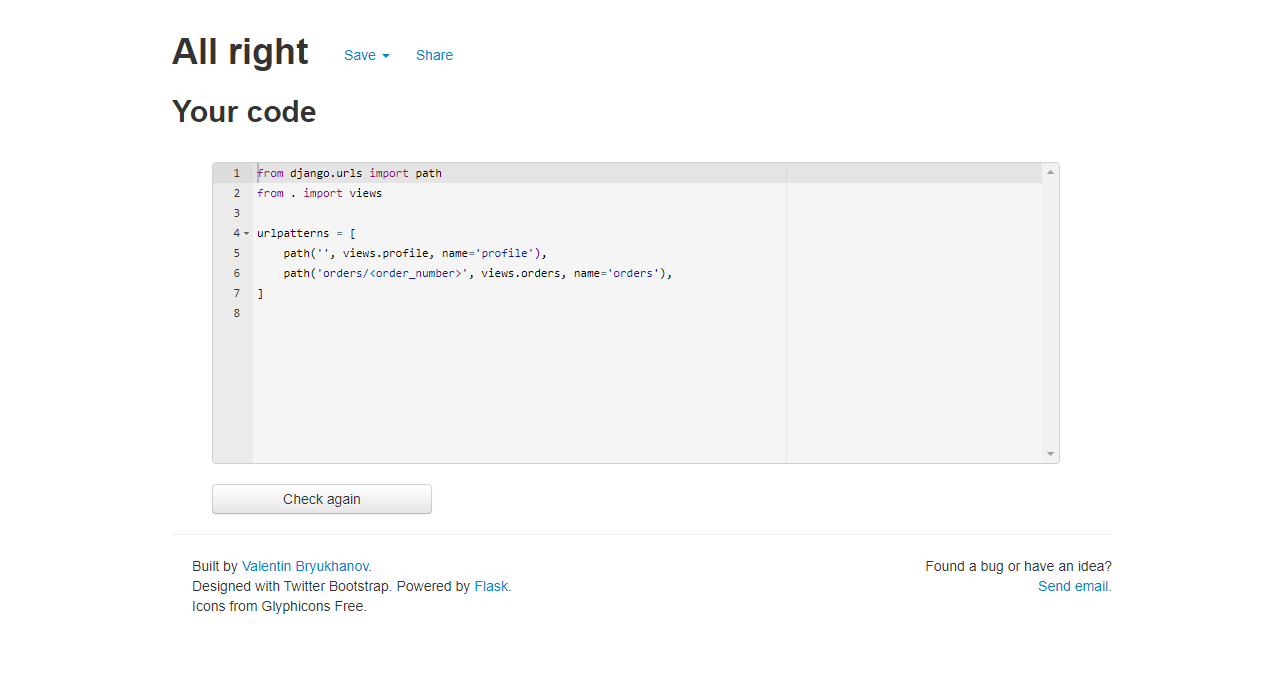 All right Save Share
Your code
1 from django.urls import path
2 from . import views
3
4 urlpatterns = [
5     path('', views.profile, name='profile'),
6     path('orders/<order_number>', views.orders, name='orders'),
7 ]
8
Check again
Built by Valentin Bryukhanov. Found a bug or have an idea?
Designed with Twitter Bootstrap. Powered by Flask. Send email.
Icons from Glyphicons Free.